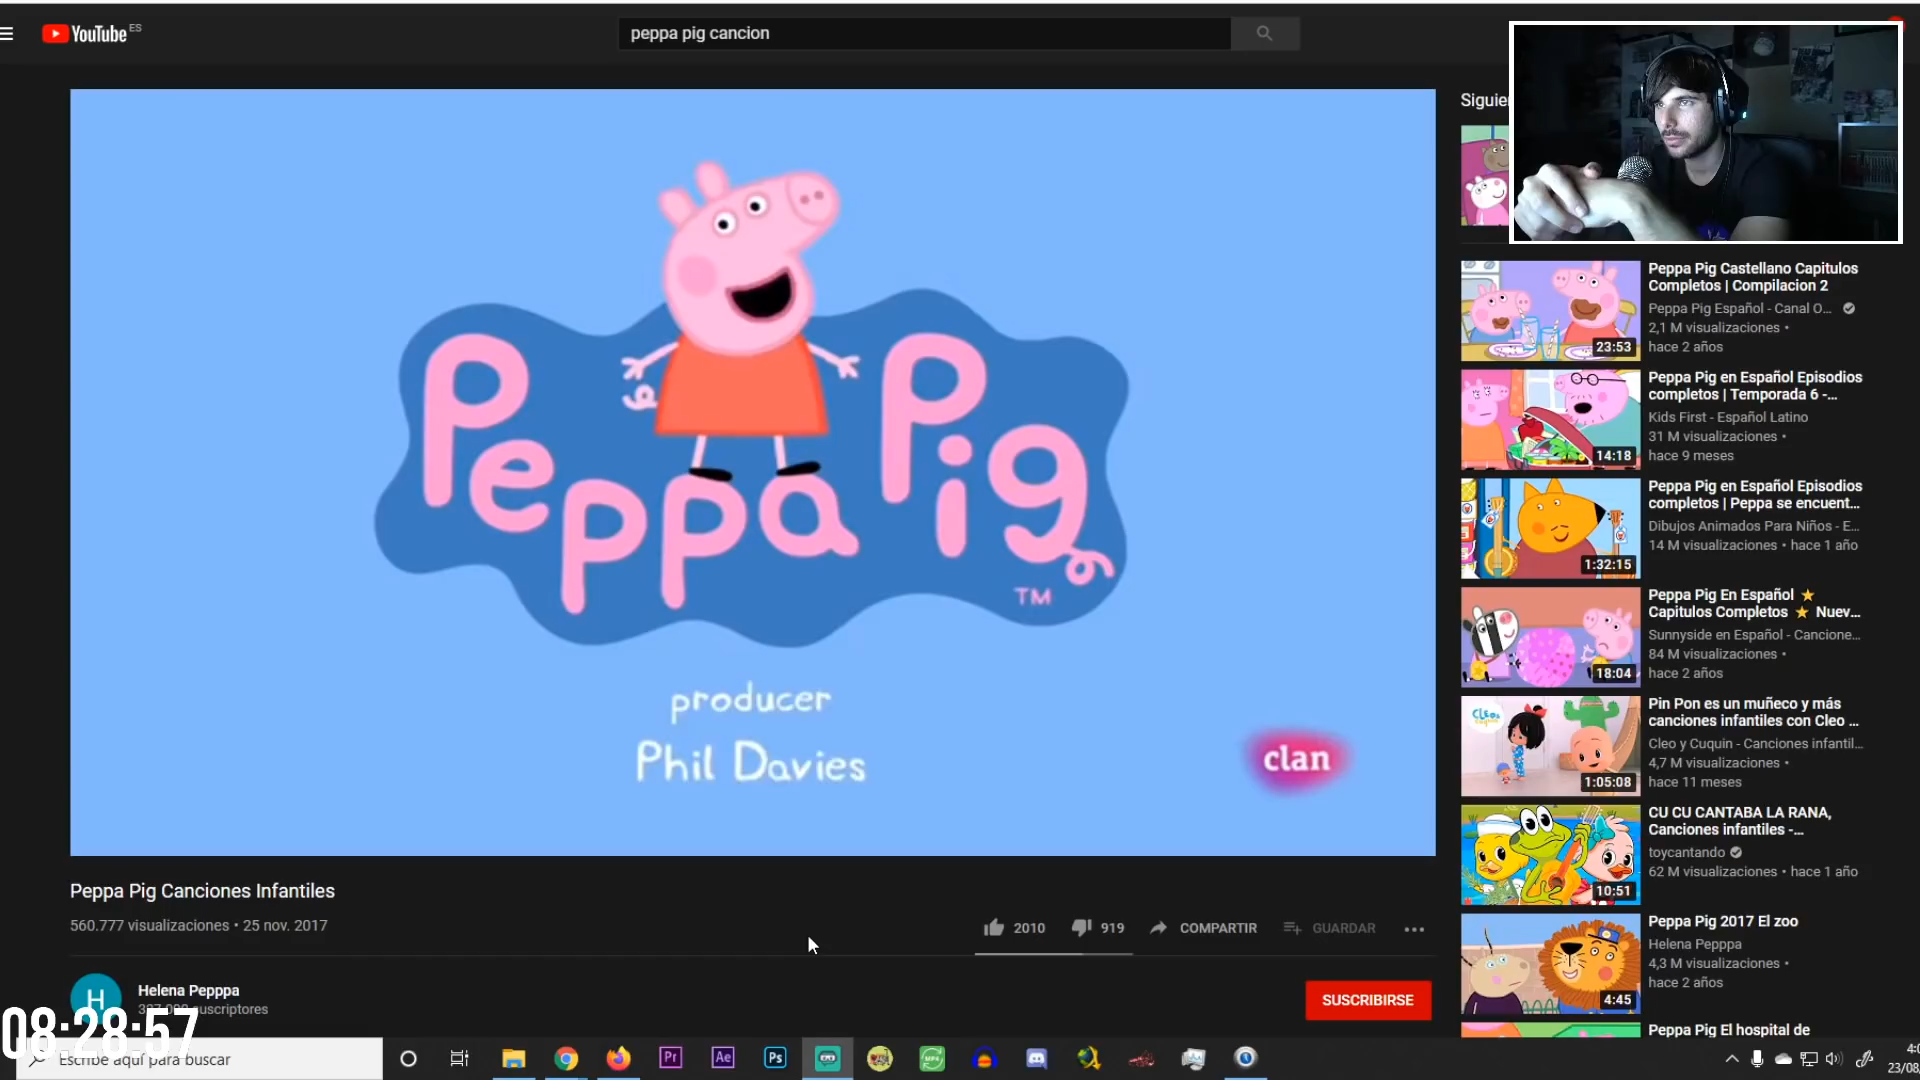 YouTube ES
peppa pig cancion
Peppa Pig
TM
producer
Phil Davies
clan
Peppa Pig Canciones Infantiles
560.777 visualizaciones • 25 nov. 2017
2010
919
COMPARTIR
GUARDAR
H
Helena Pepppa
suscriptores
SUSCRIBIRSE
08:28:57
Escribe aquí para buscar
Peppa Pig Castellano Capitulos
Completos | Compilacion 2
Peppa Pig Español - Canal O...
2,1 M visualizaciones •
hace 2 años
23:53
Peppa Pig en Español Episodios
completos | Temporada 6 -...
Kids First - Español Latino
31 M visualizaciones •
hace 9 meses
14:18
Peppa Pig en Español Episodios
completos | Peppa se encuent...
Dibujos Animados Para Niños - E...
14 M visualizaciones • hace 1 año
1:32:15
Peppa Pig En Español ⭐
Capitulos Completos ⭐ Nuev...
Sunnyside en Español - Cancione...
84 M visualizaciones •
hace 2 años
18:04
Pin Pon es un muñeco y más
canciones infantiles con Cleo ...
Cleo y Cuquin - Canciones infantil...
4,7 M visualizaciones •
hace 11 meses
1:05:08
CU CU CANTABA LA RANA,
Canciones infantiles -...
toycantando
62 M visualizaciones • hace 1 año
10:51
Peppa Pig 2017 El zoo
Helena Pepppa
4,3 M visualizaciones •
hace 2 años
4:45
Peppa Pig El hospital de
Pr
Ae
Ps
MP4
23/08/